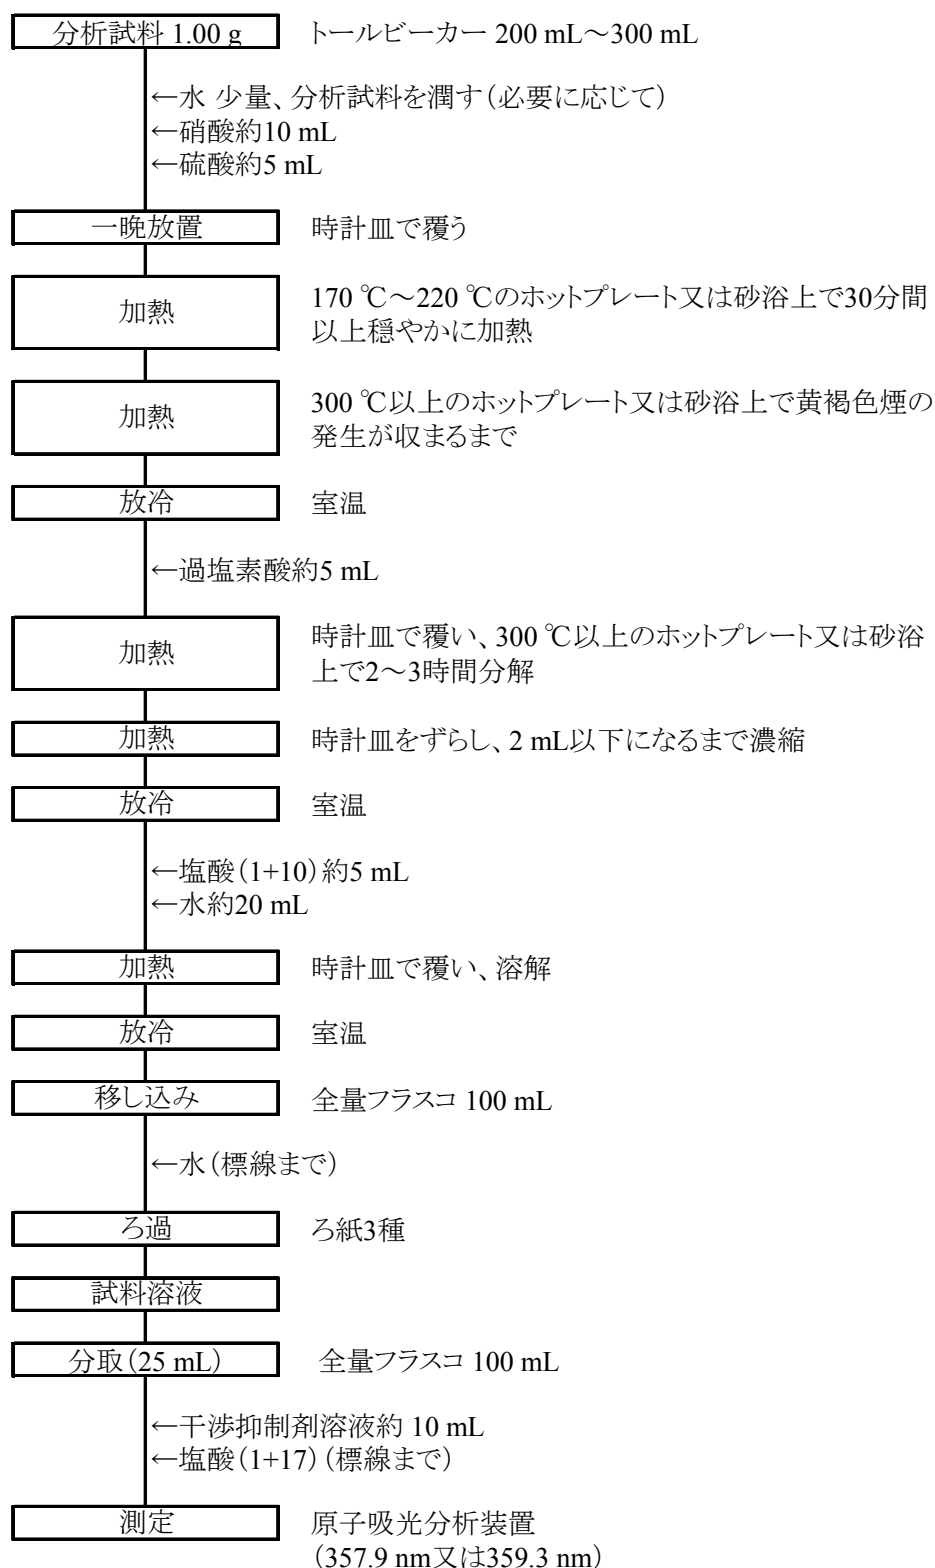 分析試料 1.00 g トールビーカー 200 mL～300 mL
←水 少量、分析試料を潤す（必要に応じて）
←硝酸約10 mL
←硫酸約5 mL
一晩放置 時計皿で覆う
加熱 170 ℃～220 ℃のホットプレート又は砂浴上で30分間
以上穏やかに加熱
加熱 300 ℃以上のホットプレート又は砂浴上で黄褐色煙の
発生が収まるまで
放冷 室温
←過塩素酸約5 mL
加熱 時計皿で覆い、300 ℃以上のホットプレート又は砂浴
上で2～3時間分解
加熱 時計皿をずらし、2 mL以下になるまで濃縮
放冷 室温
←塩酸（1+10）約5 mL
←水約20 mL
加熱 時計皿で覆い、溶解
放冷 室温
移し込み 全量フラスコ 100 mL
←水（標線まで）
ろ過 ろ紙3種
試料溶液
分取（25 mL） 全量フラスコ 100 mL
←干渉抑制剤溶液約 10 mL
←塩酸（1+17）（標線まで）
測定 原子吸光分析装置
（357.9 nm又は359.3 nm）